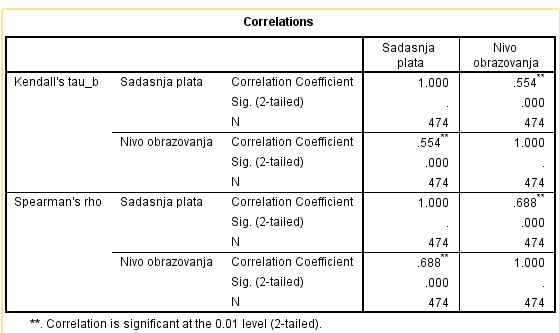 Correlations
Sadasnja plata Nivo obrazovanja
Kendall's tau_b Sadasnja plata Correlation Coefficient 1.000 .554**
Sig. (2-tailed) . .000
N 474 474
Nivo obrazovanja Correlation Coefficient .554** 1.000
Sig. (2-tailed) .000 .
N 474 474
Spearman's rho Sadasnja plata Correlation Coefficient 1.000 .688**
Sig. (2-tailed) . .000
N 474 474
Nivo obrazovanja Correlation Coefficient .688** 1.000
Sig. (2-tailed) .000 .
N 474 474
**. Correlation is significant at the 0.01 level (2-tailed).